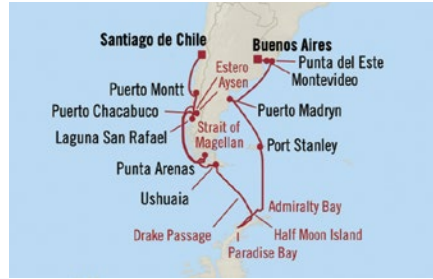 Santiago de Chile
Buenos Aires
Estero
Aysen
Punta del Este
Montevideo
Puerto Montt
Puerto Chacabuco
Puerto Madryn
Laguna San Rafael
Strait of
Magellan
Port Stanley
Punta Arenas
Ushuaia
Admiralty Bay
Drake Passage
Half Moon Island
Paradise Bay